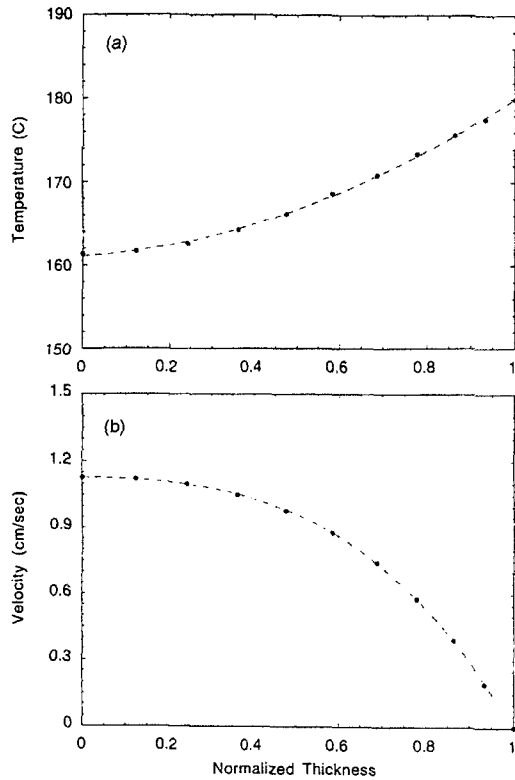 190
(a)
180
170
160
150
Temperature (C)
0 0.2 0.4 0.6 0.8 1
1.5
(b)
1.2
0.9
0.6
0.3
0
Velocity (cm/sec)
0 0.2 0.4 0.6 0.8 1
Normalized Thickness